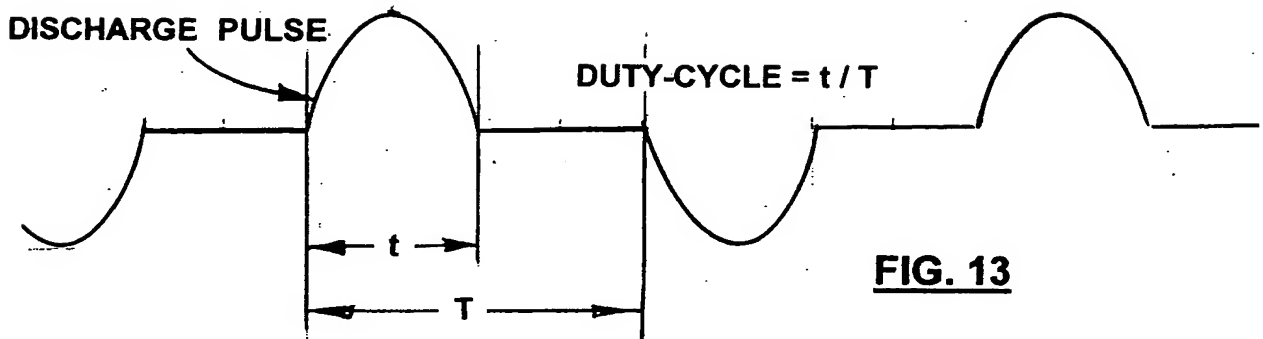 DISCHARGE PULSE
DUTY-CYCLE = t / T
t
T
FIG. 13